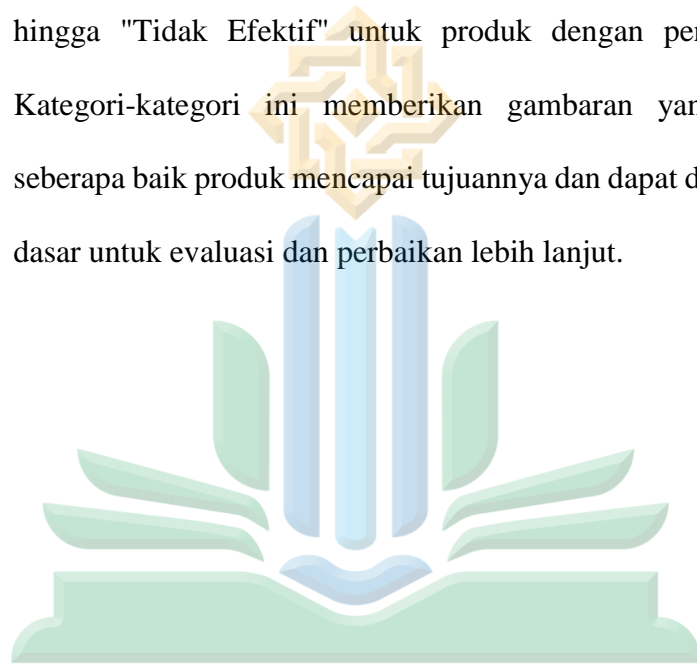 hingga "Tidak Efektif" untuk produk dengan per
Kategori-kategori ini memberikan gambaran yan
seberapa baik produk mencapai tujuannya dan dapat d
dasar untuk evaluasi dan perbaikan lebih lanjut.